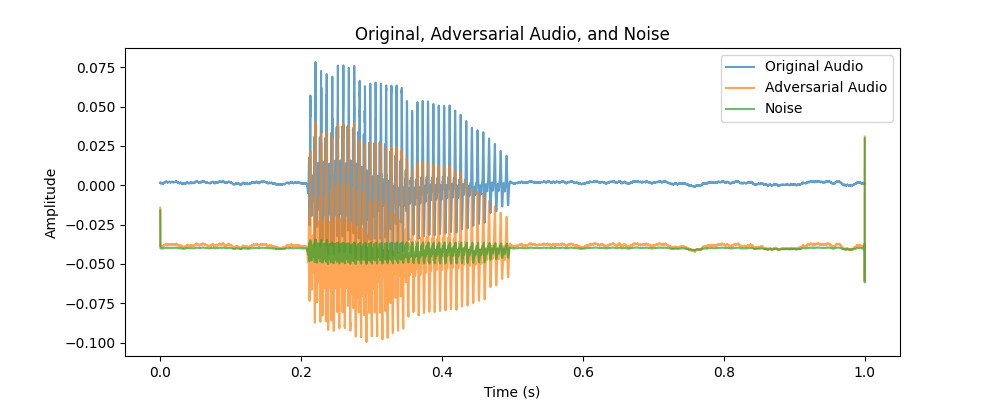 Original, Adversarial Audio, and Noise
Original Audio
Adversarial Audio
Noise
Amplitude
0.075
0.050
0.025
0.000
−0.025
−0.050
−0.075
−0.100
0.0 0.2 0.4 0.6 0.8 1.0
Time (s)